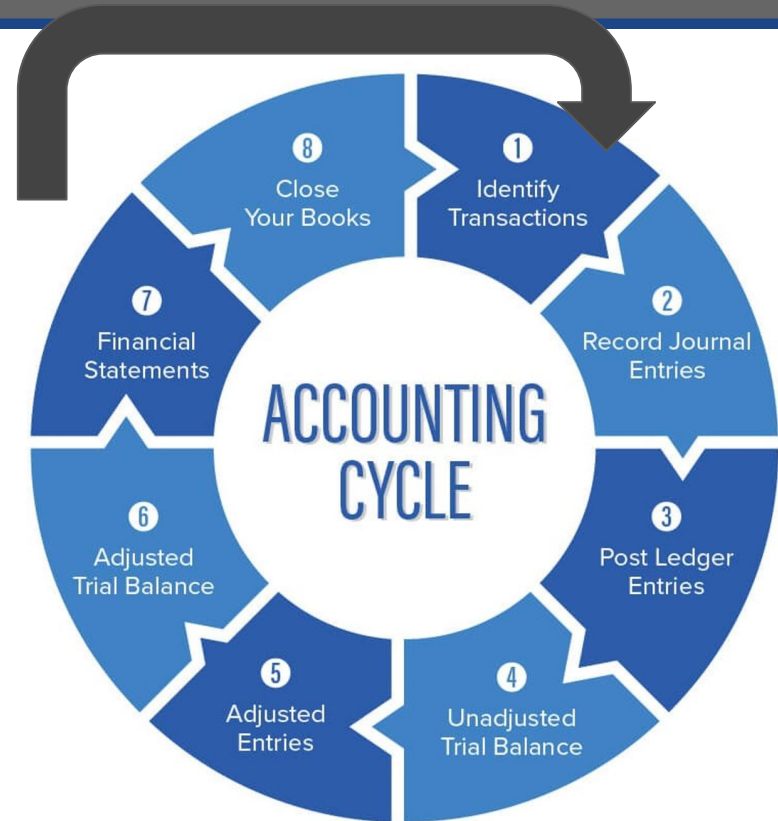 ACCOUNTING
CYCLE
1
Identify
Transactions
2
Record Journal
Entries
3
Post Ledger
Entries
4
Unadjusted
Trial Balance
5
Adjusted
Entries
6
Adjusted
Trial Balance
7
Financial
Statements
8
Close
Your Books